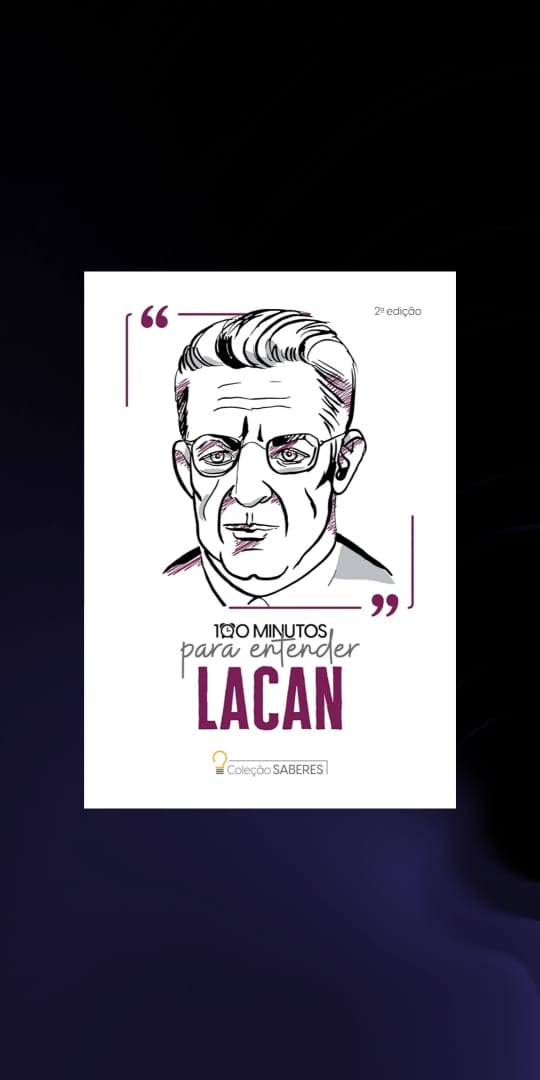 “
2ª edição
”
100 MINUTOS
para entender
LACAN
Coleção SABERES